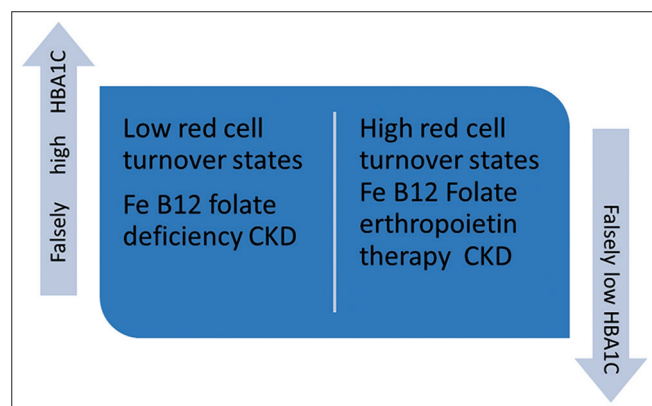 Falsely high HBA1C
Low red cell
turnover states
Fe B12 folate
deficiency CKD
High red cell
turnover states
Fe B12 Folate
erthropoietin
therapy CKD
Falsely low HBA1C